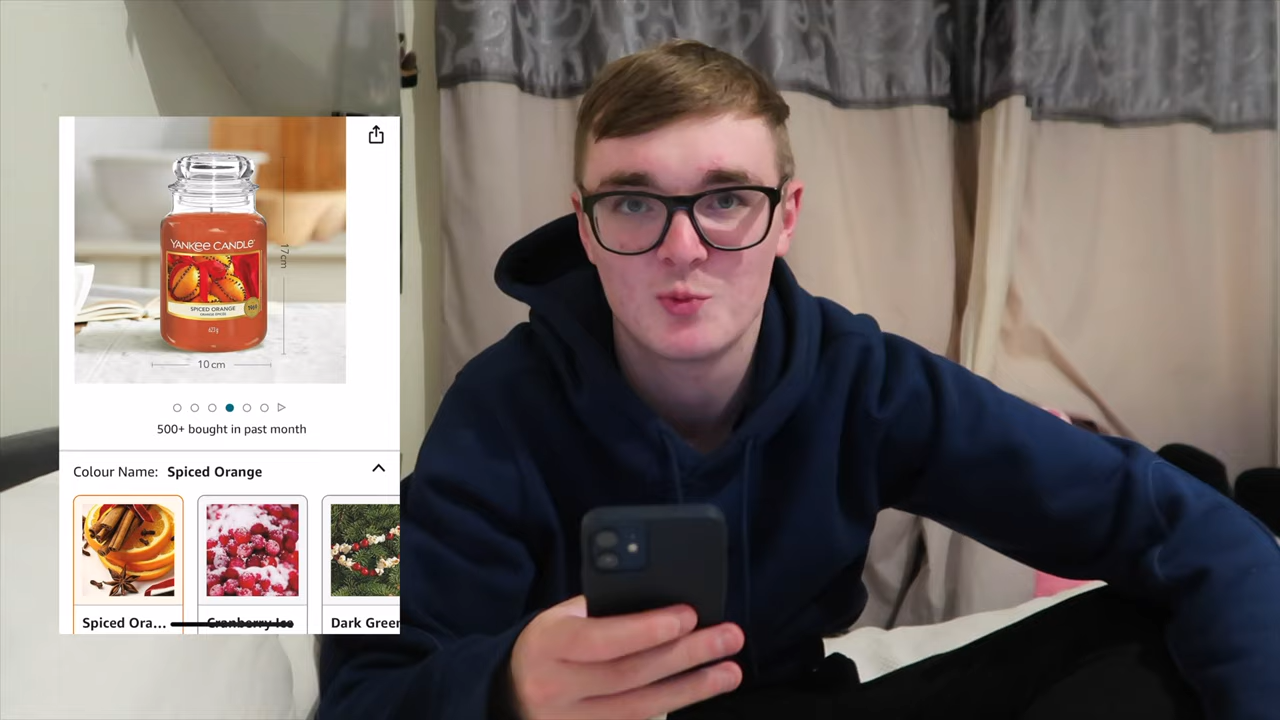 YANKEE CANDLE
SPICED ORANGE
623 g
17cm
10 cm
500+ bought in past month
Colour Name: Spiced Orange
Spiced Ora...
Cranberry Ice
Dark Green